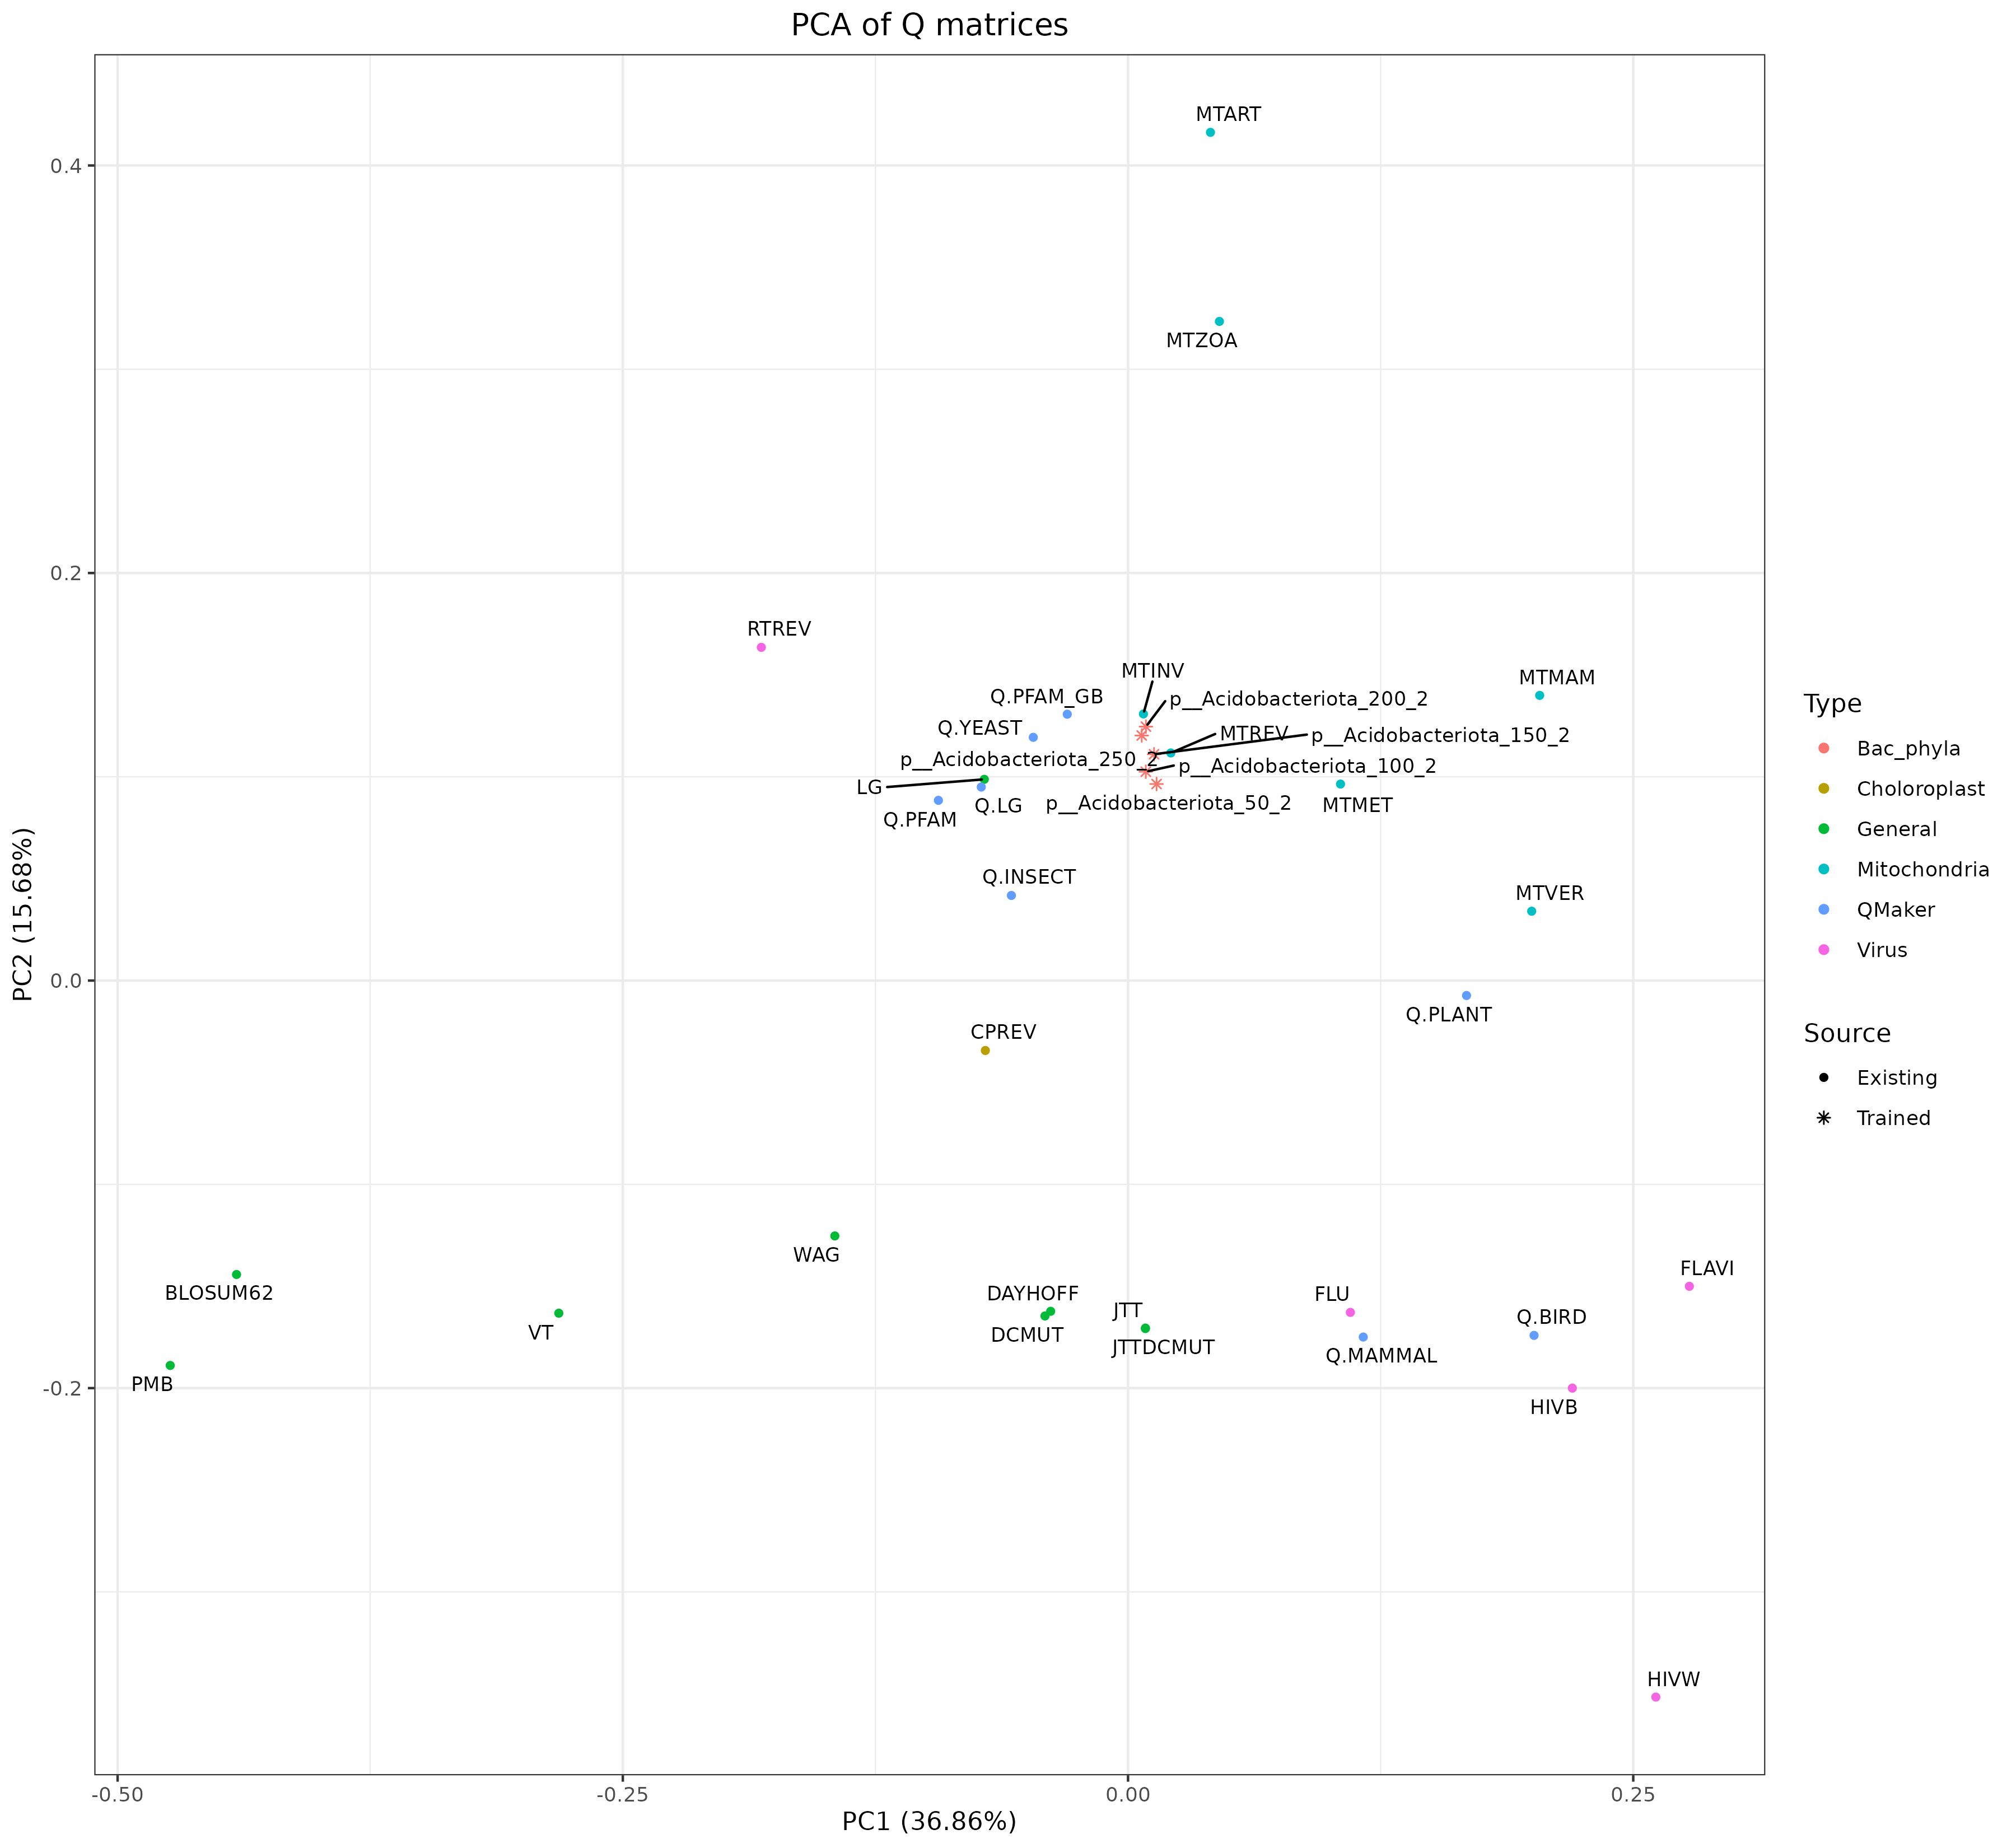 PCA of Q matrices
MTART
0.4
MTZOA
0.2
RTREV
MTINV
MTMAM
Q.PFAM_GB
p__Acidobacteriota_200_2
Q.YEAST
MTREV
p__Acidobacteriota_150_2
p__Acidobacteriota_250_2
p__Acidobacteriota_100_2
LG
Q.LG
p__Acidobacteriota_50_2
MTMET
Q.PFAM
Q.INSECT
MTVER
0.0
Q.PLANT
CPREV
WAG
FLAVI
BLOSUM62
DAYHOFF
FLU
JTT
Q.BIRD
VT
DCMUT
JTTDCMUT
Q.MAMMAL
PMB
-0.2
HIVB
HIVW
-0.50
-0.25
0.00
0.25
PC1 (36.86%)
PC2 (15.68%)
Type
Bac_phyla
Choloroplast
General
Mitochondria
QMaker
Virus
Source
Existing
Trained